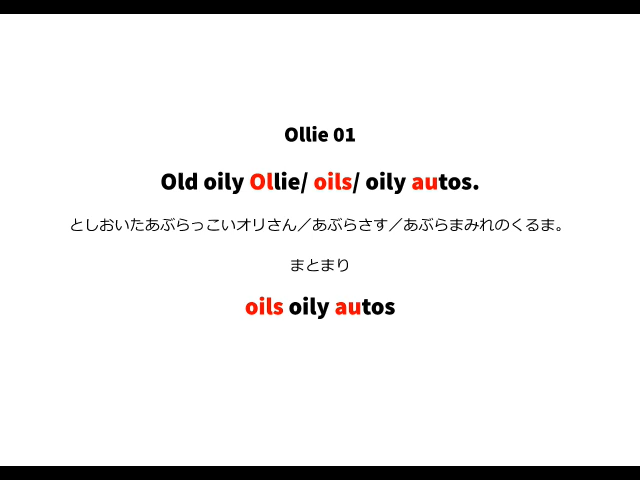 Ollie 01
Old oily Ollie/ oils/ oily autos.
としおいたあぶらっこいオリさん／あぶらさす／あぶらまみれのくるま。
まとまり
oils oily autos